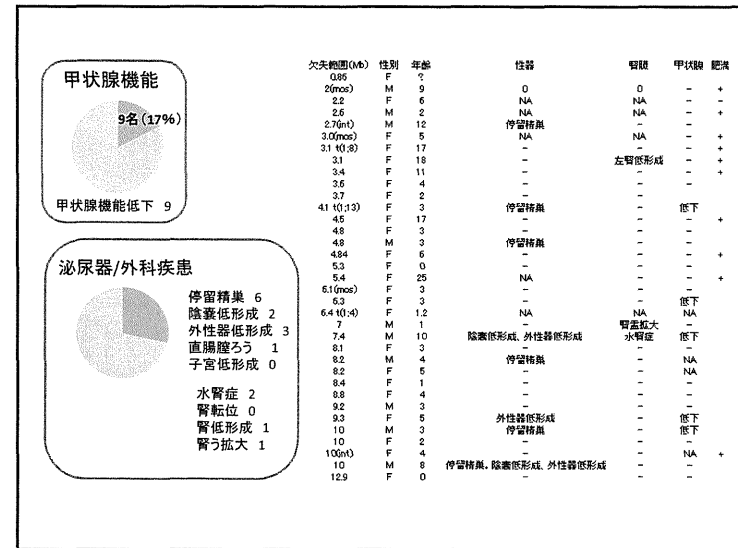 甲状腺機能
9名(17%)
甲状腺機能低下 9
泌尿器/外科疾患
停留精巣 6
陰嚢低形成 2
外性器低形成 3
直腸膣ろう 1
子宮低形成 0
水腎症 2
腎転位 0
腎低形成 1
腎う拡大 1
欠失範囲(Mb) 性別 年齢 性器 腎臓 甲状腺 肥満
0.85 F ?
2(mos) M 9 0 0 - +
2.2 F 6 NA NA - -
2.6 M 2 NA NA - +
2.7(int) M 12 停留精巣 - -
3.0(mos) F 5 NA NA - +
3.1 t(1;8) F 17 - - - +
3.1 F 18 - 左腎低形成 - +
3.4 F 11 - - - +
3.6 F 4 - - - -
3.7 F 2 - - -
4.1 t(1;13) F 3 停留精巣 - 低下
4.5 F 17 - - - +
4.8 F 3 - - -
4.8 M 3 停留精巣 - -
4.84 F 6 - - - +
5.3 F 0 - - -
5.4 F 25 NA - - +
6.1(mos) F 3 - - -
6.3 F 3 - - 低下
6.4 t(1;4) F 1.2 NA NA NA
7 M 1 - 腎盂拡大 -
7.4 M 10 陰嚢低形成、外性器低形成 水腎症 低下
8.1 F 3 - - -
8.2 M 4 停留精巣 - NA
8.2 F 5 - - NA
8.4 F 1 - - -
8.8 F 4 - - -
9.2 M 3 - - -
9.3 F 5 外性器低形成 - 低下
10 M 3 停留精巣 - 低下
10 F 2 - - -
10(int) F 4 - - NA +
10 M 8 停留精巣、陰嚢低形成、外性器低形成 - -
12.9 F 0 - - -